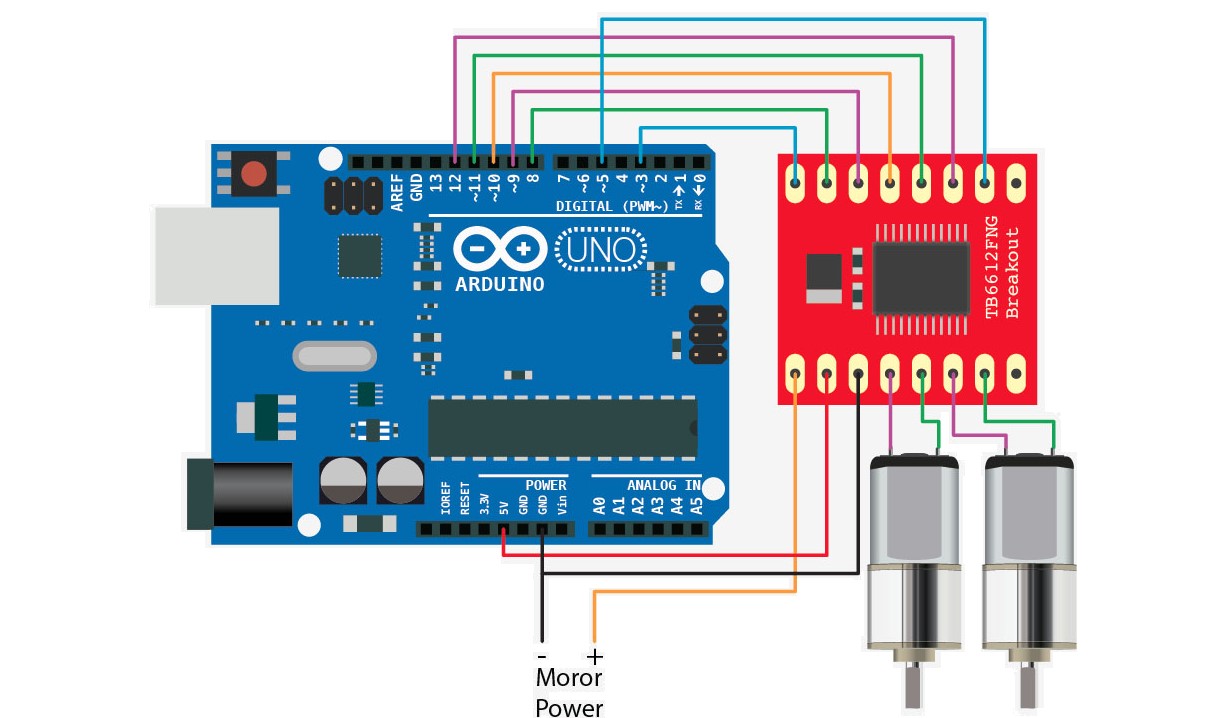 AREF
GND
13
12
~11
~10
~9
8
7
~6
~5
4
~3
2
TX→1
RX←0
DIGITAL (PWM~)
UNO
ARDUINO
TB6612FNG
Breakout
POWER
ANALOG IN
IOREF
RESET
3.3V
5V
GND
GND
Vin
A0
A1
A2
A3
A4
A5
- +
Moror
Power